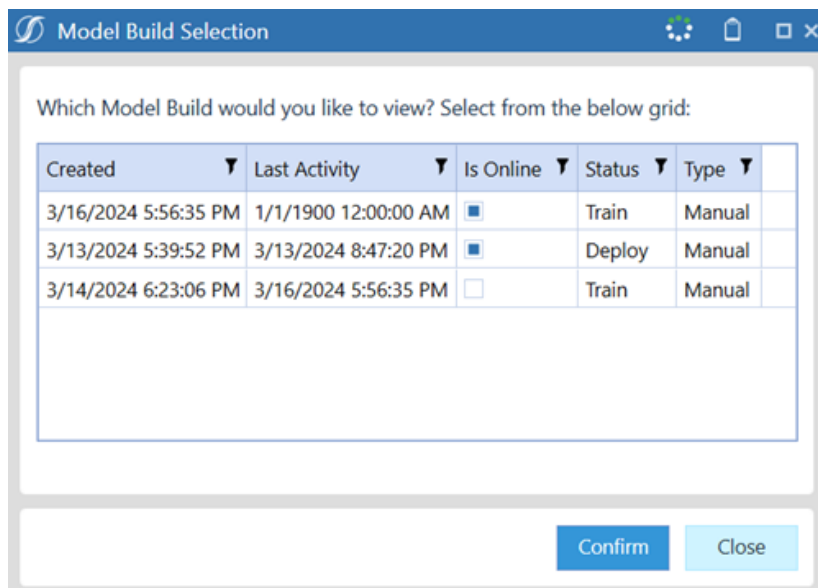 Model Build Selection
Which Model Build would you like to view? Select from the below grid:
Created Last Activity Is Online Status Type
3/16/2024 5:56:35 PM 1/1/1900 12:00:00 AM Train Manual
3/13/2024 5:39:52 PM 3/13/2024 8:47:20 PM Deploy Manual
3/14/2024 6:23:06 PM 3/16/2024 5:56:35 PM Train Manual
Confirm Close